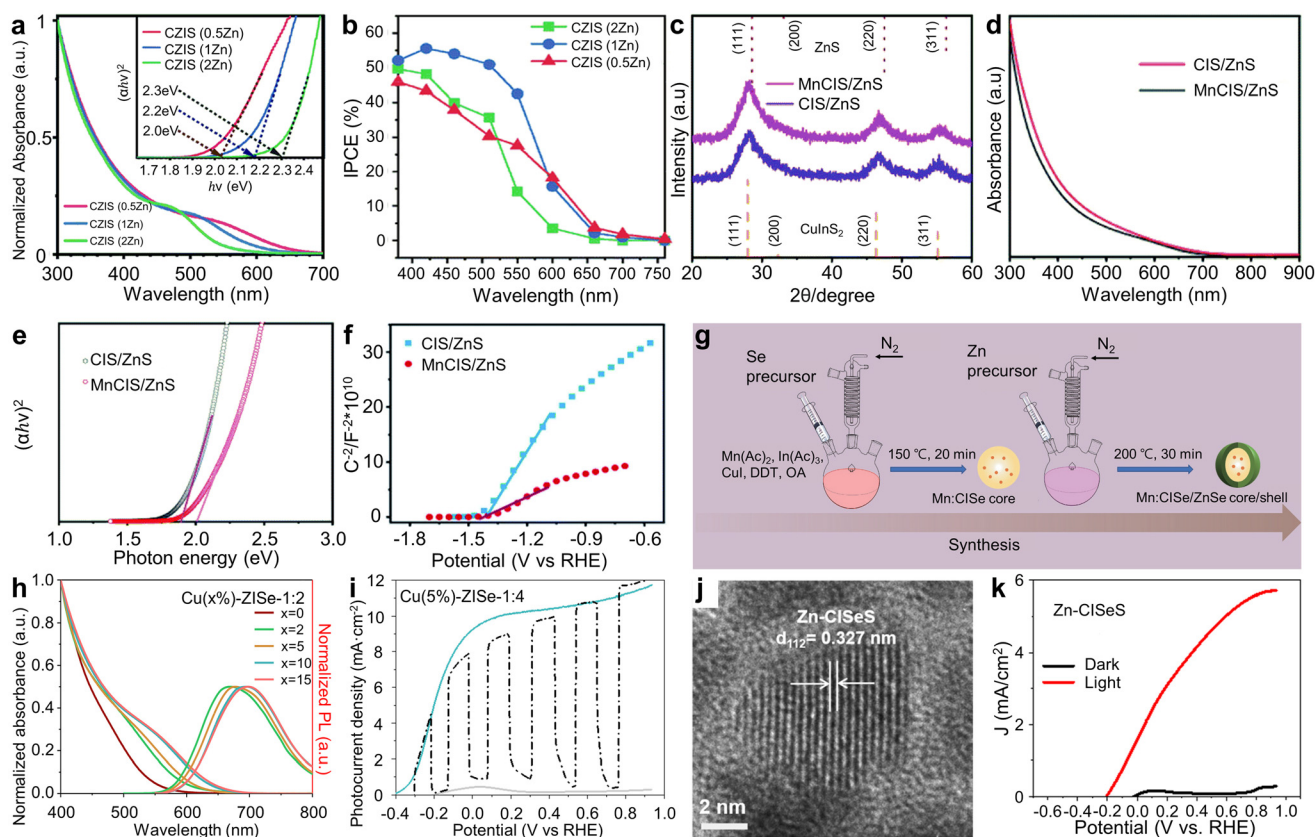 a
CZIS (0.5Zn)
CZIS (1Zn)
CZIS (2Zn)
(αhν)²
2.3eV
2.2eV
2.0eV
1.7 1.8 1.9 2.0 2.1 2.2 2.3 2.4
hν (eV)
CZIS (0.5Zn)
CZIS (1Zn)
CZIS (2Zn)
1
0.5
0
Normalized Absorbance (a.u.)
300 400 500 600 700
Wavelength (nm)
b
CZIS (2Zn)
CZIS (1Zn)
CZIS (0.5Zn)
60
50
40
30
20
10
0
IPCE (%)
400 450 500 550 600 650 700 750
Wavelength (nm)
c
(111) (200) ZnS (220) (311)
MnCIS/ZnS
CIS/ZnS
(111) (200) CuInS₂ (220) (311)
Intensity (a.u)
20 30 40 50 60
2θ/degree
d
CIS/ZnS
MnCIS/ZnS
Absorbance (a.u.)
300 400 500 600 700 800 900
Wavelength (nm)
e
CIS/ZnS
MnCIS/ZnS
(αhν)²
1.0 1.5 2.0 2.5 3.0
Photon energy (eV)
f
CIS/ZnS
MnCIS/ZnS
30
20
10
0
C⁻²/F⁻²*10¹⁰
-1.8 -1.5 -1.2 -0.9 -0.6
Potential (V vs RHE)
g
N₂
Se
precursor
Mn(Ac)₂, In(Ac)₃,
CuI, DDT, OA
150 ℃, 20 min
Mn:CISe core
N₂
Zn
precursor
200 ℃, 30 min
Mn:CISe/ZnSe core/shell
Synthesis
h
Cu(x%)-ZISe-1:2
x=0
x=2
x=5
x=10
x=15
1.0
0.8
0.6
0.4
0.2
0.0
Normalized absorbance (a.u.)
Normalized PL (a.u.)
400 500 600 700 800
Wavelength (nm)
i
Cu(5%)-ZISe-1:4
12
10
8
6
4
2
0
Photocurrent density (mA·cm⁻²)
-0.4 -0.2 0.0 0.2 0.4 0.6 0.8 1.0
Potential (V vs RHE)
j
Zn-CISeS
d₁₁₂= 0.327 nm
2 nm
k
Zn-CISeS
Dark
Light
6
4
2
0
J (mA/cm²)
-0.6 -0.4 -0.2 0.0 0.2 0.4 0.6 0.8 1.0
Potential (V vs. RHE)